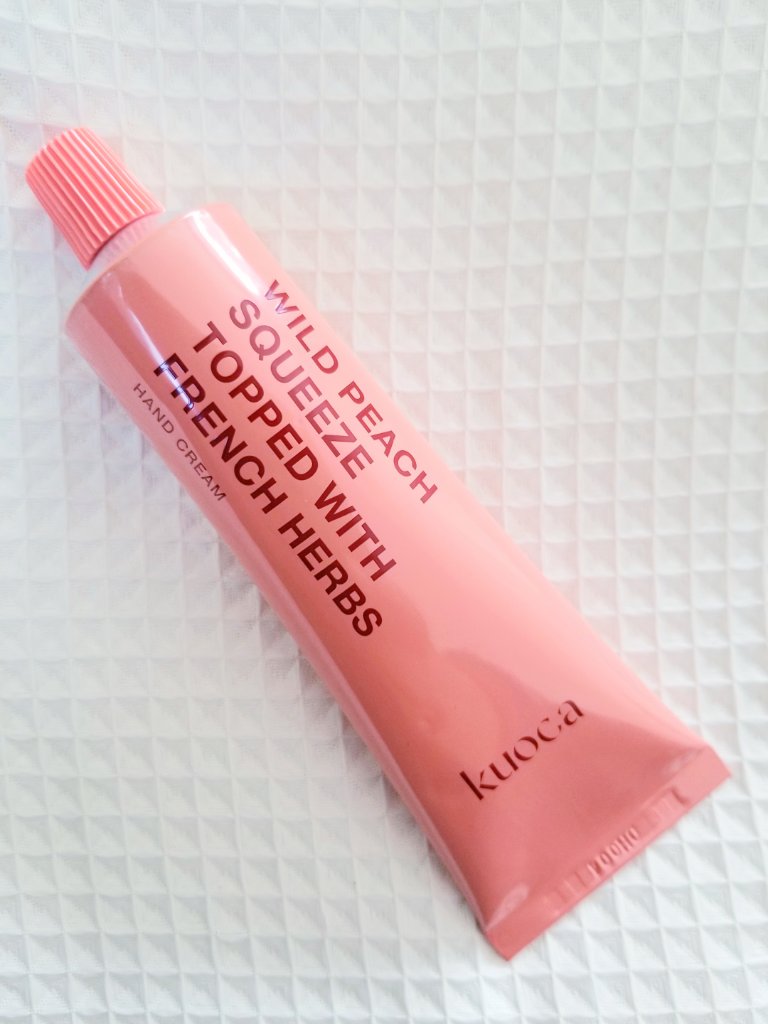 WILD PEACH
SQUEEZE
TOPPED WITH
FRENCH HERBS
HAND CREAM
kuoca